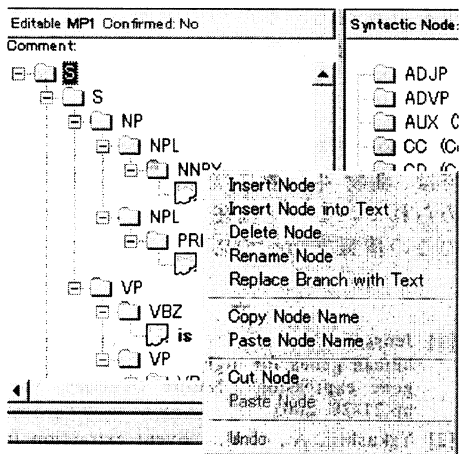 Editable MP1 Confirmed: No
Comment:
S
S
NP
NPL
NNPX
NPL
PRI
VP
VBZ
is
VP
Syntactic Node:
ADJP
ADVP
AUX (C
CC (Co
Insert Node
Insert Node into Text
Delete Node
Rename Node
Replace Branch with Text
Copy Node Name
Paste Node Name
Cut Node
Paste Node
Undo